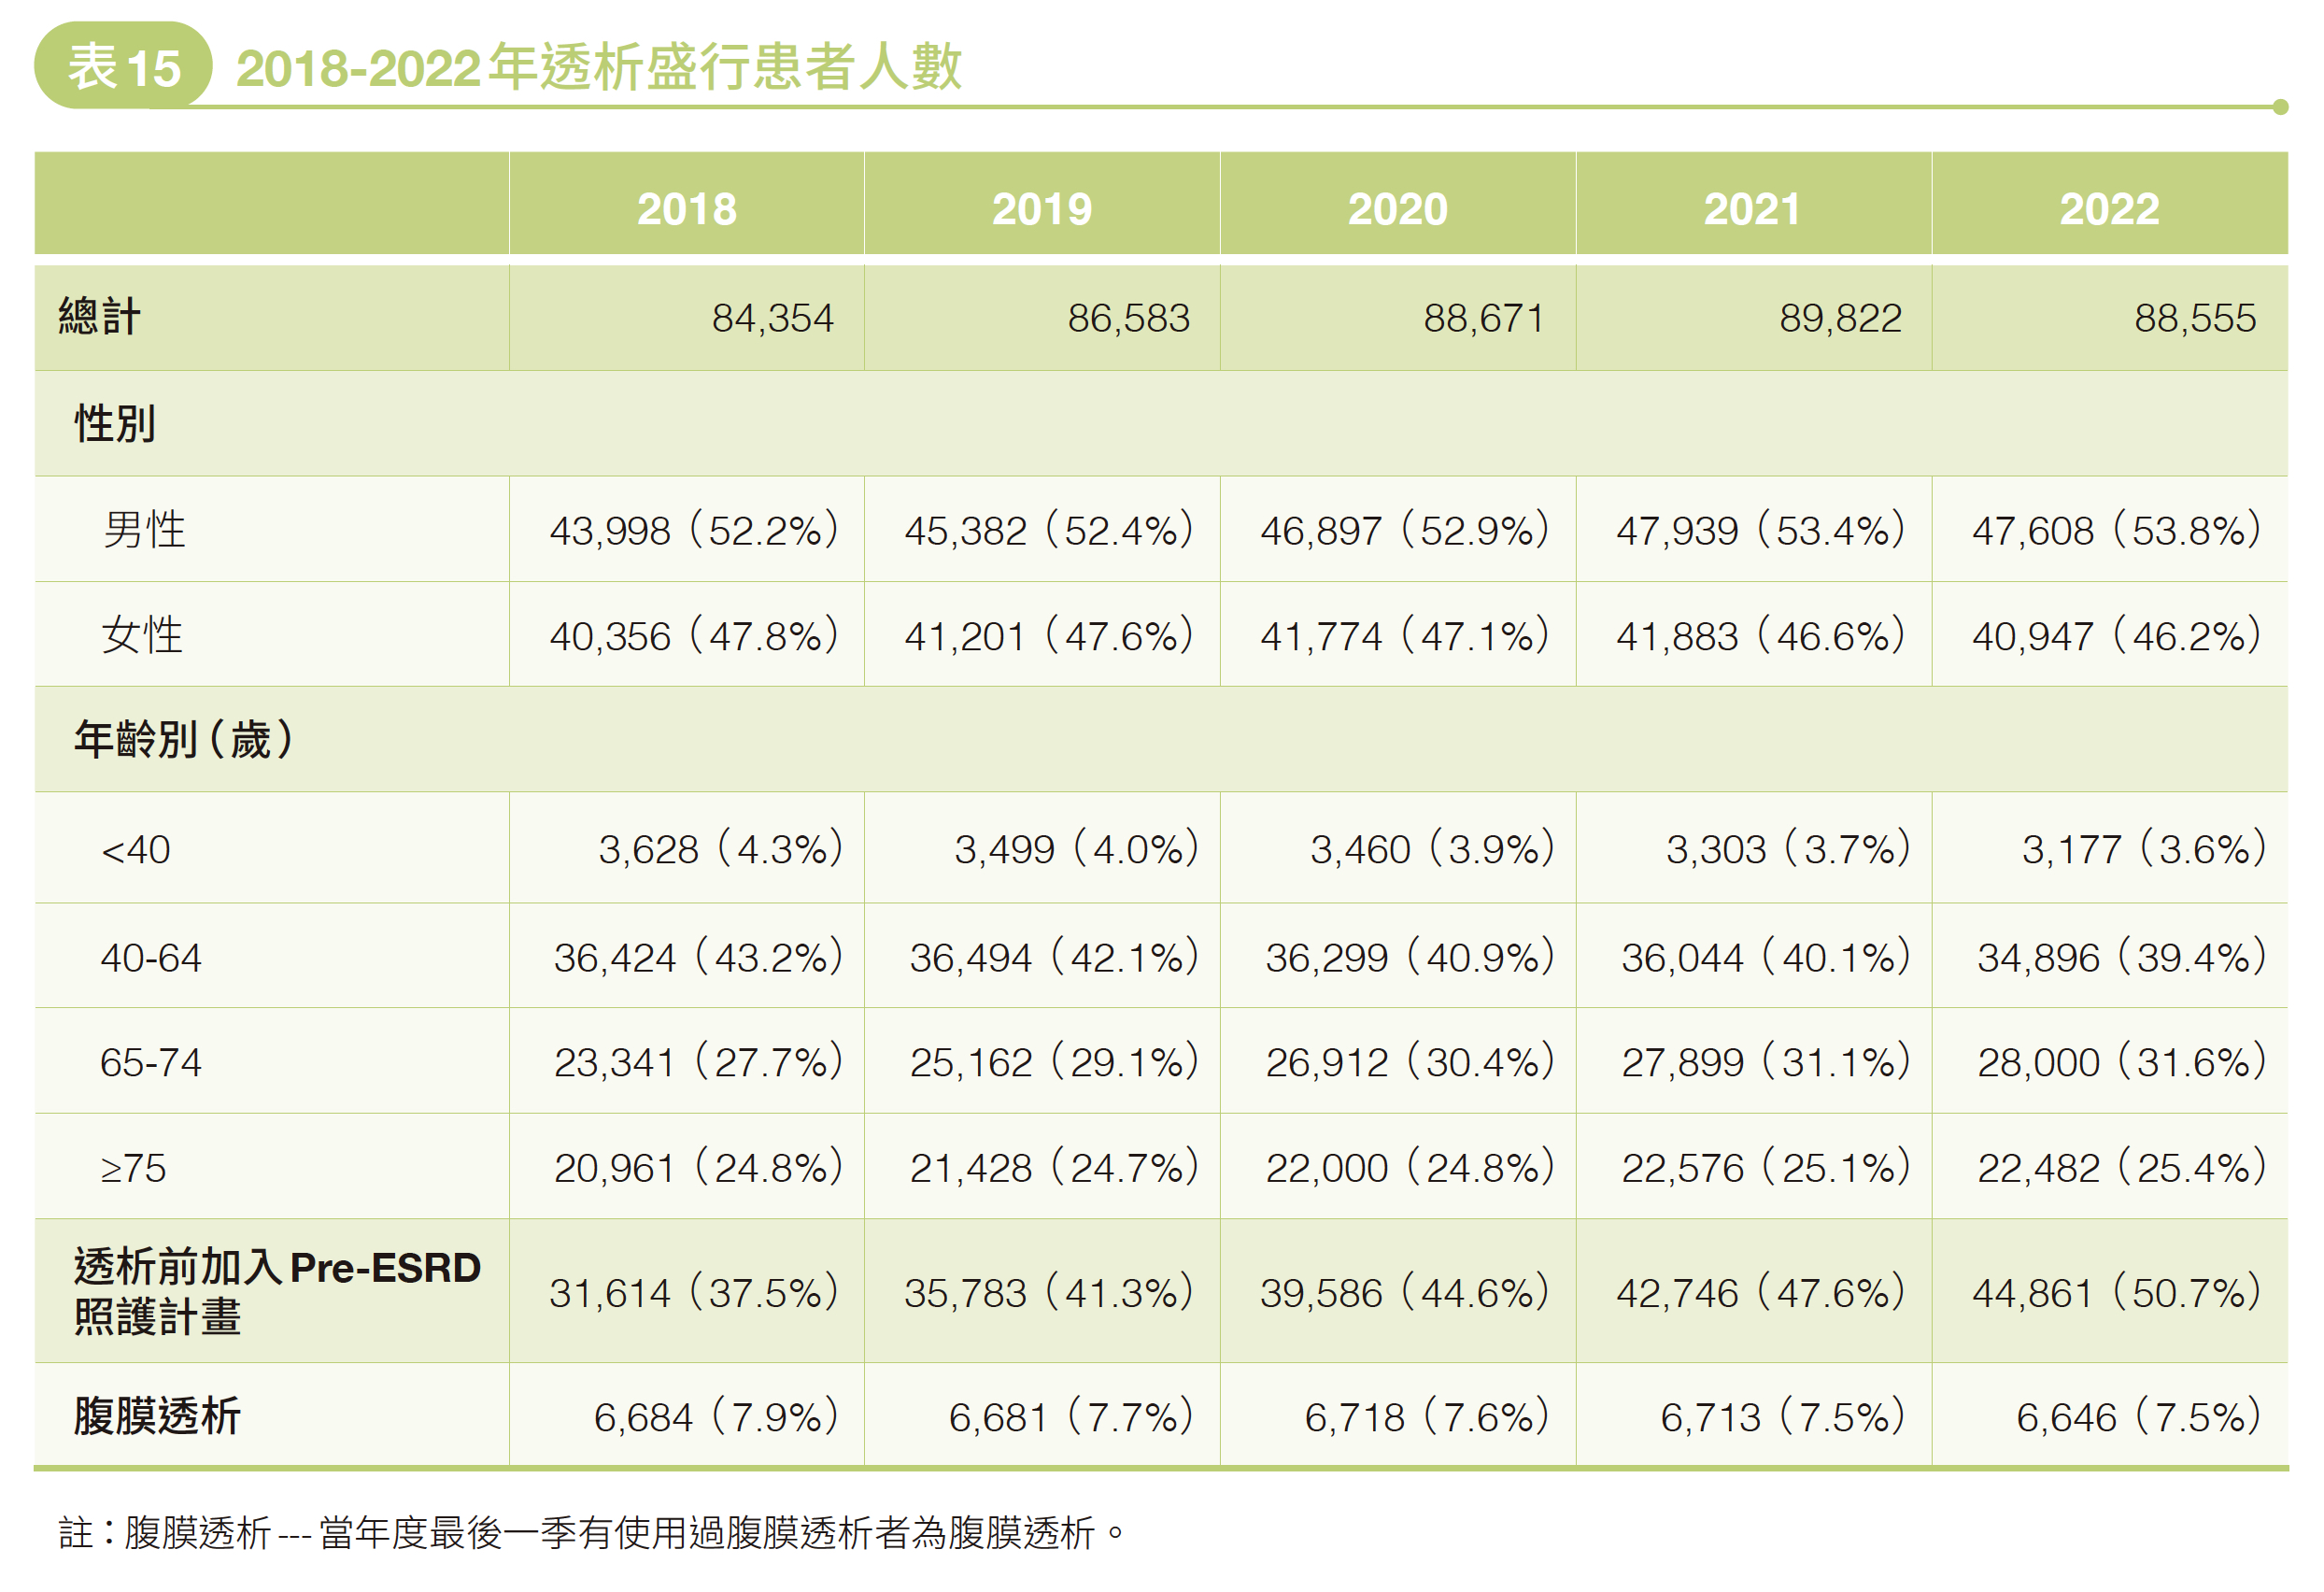 表15 2018-2022年透析盛行患者人數
2018 2019 2020 2021 2022
總計 84,354 86,583 88,671 89,822 88,555
性別
男性 43,998（52.2%） 45,382（52.4%） 46,897（52.9%） 47,939（53.4%） 47,608（53.8%）
女性 40,356（47.8%） 41,201（47.6%） 41,774（47.1%） 41,883（46.6%） 40,947（46.2%）
年齡別（歲）
<40 3,628（4.3%） 3,499（4.0%） 3,460（3.9%） 3,303（3.7%） 3,177（3.6%）
40-64 36,424（43.2%） 36,494（42.1%） 36,299（40.9%） 36,044（40.1%） 34,896（39.4%）
65-74 23,341（27.7%） 25,162（29.1%） 26,912（30.4%） 27,899（31.1%） 28,000（31.6%）
≥75 20,961（24.8%） 21,428（24.7%） 22,000（24.8%） 22,576（25.1%） 22,482（25.4%）
透析前加入Pre-ESRD
照護計畫 31,614（37.5%） 35,783（41.3%） 39,586（44.6%） 42,746（47.6%） 44,861（50.7%）
腹膜透析 6,684（7.9%） 6,681（7.7%） 6,718（7.6%） 6,713（7.5%） 6,646（7.5%）
註：腹膜透析---當年度最後一季有使用過腹膜透析者為腹膜透析。